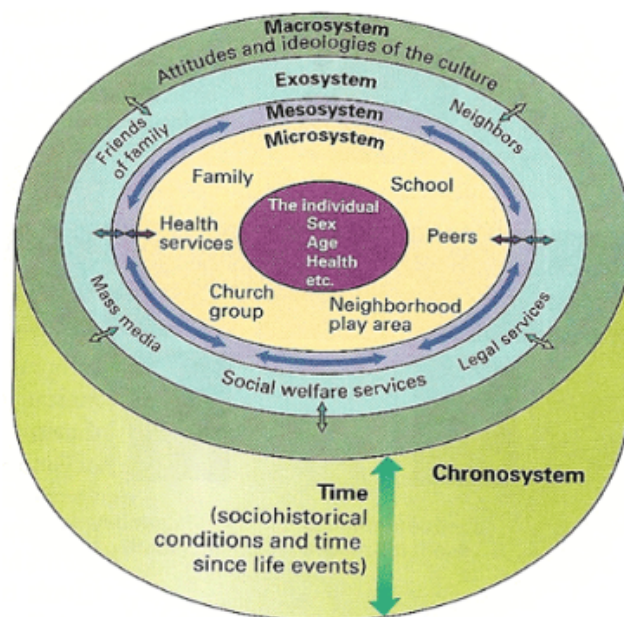 Macrosystem
Attitudes and ideologies of the culture
Exosystem
Mesosystem
Microsystem
Friends
of family
Neighbors
Family
School
The individual
Sex
Age
Health
etc.
Health
services
Peers
Church
group
Neighborhood
play area
Mass media
Social welfare services
Legal services
Chronosystem
Time
(sociohistorical
conditions and time
since life events)